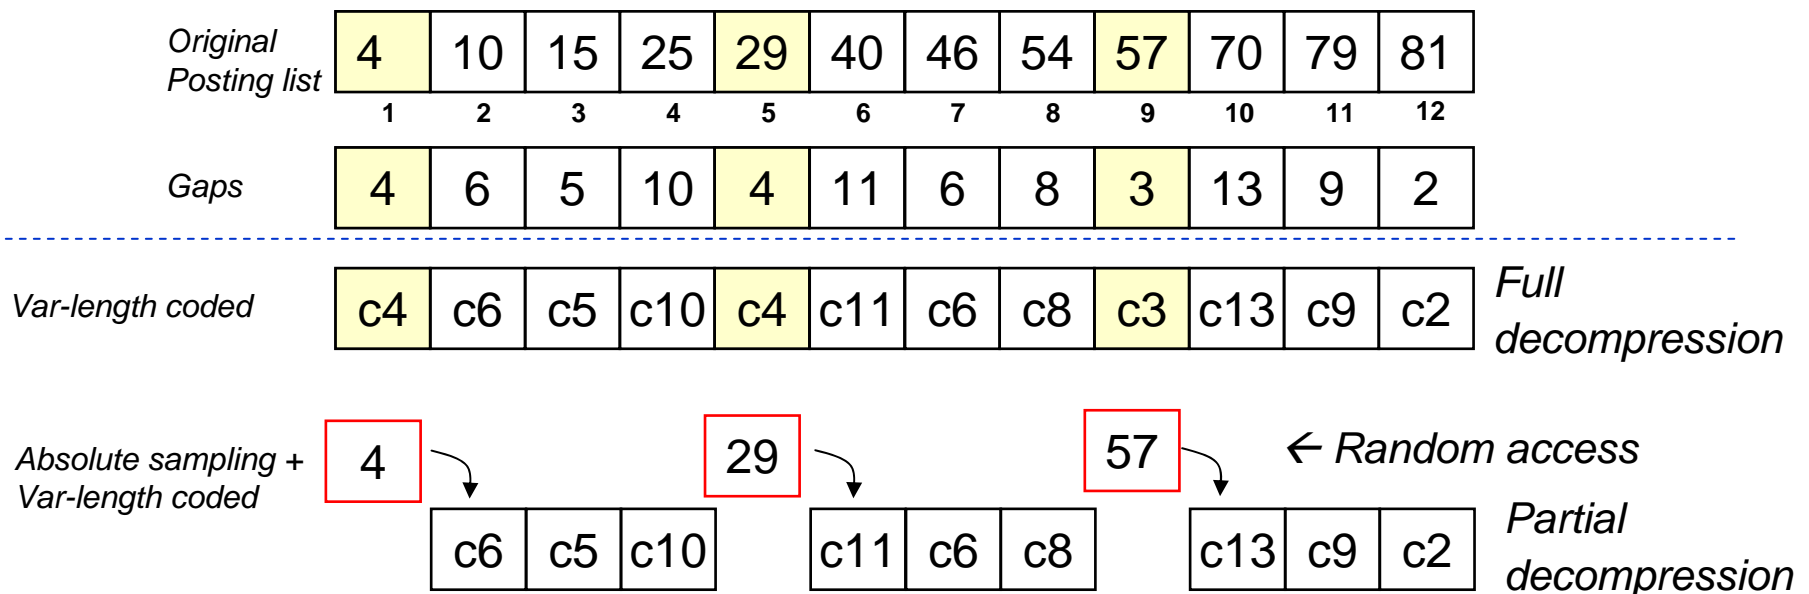 Original
Posting list
4 10 15 25 29 40 46 54 57 70 79 81
1 2 3 4 5 6 7 8 9 10 11 12
Gaps
4 6 5 10 4 11 6 8 3 13 9 2
Var-length coded
c4 c6 c5 c10 c4 c11 c6 c8 c3 c13 c9 c2
Full
decompression
Absolute sampling +
Var-length coded
4 29 57
← Random access
c6 c5 c10 c11 c6 c8 c13 c9 c2
Partial
decompression